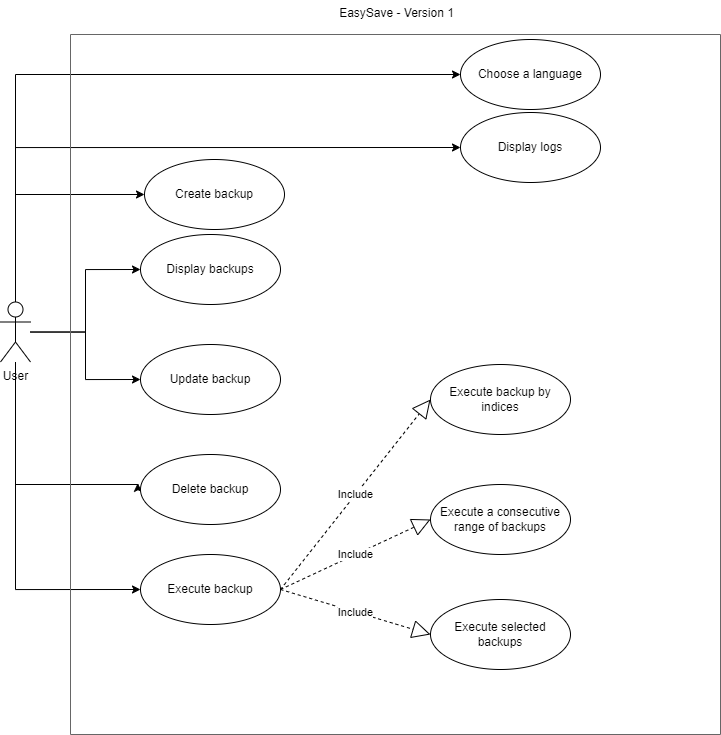 EasySave - Version 1
Choose a language
Display logs
Create backup
Display backups
User
Update backup
Execute backup by
indices
Delete backup
Include
Execute a consecutive
range of backups
Include
Execute backup
Include
Execute selected
backups